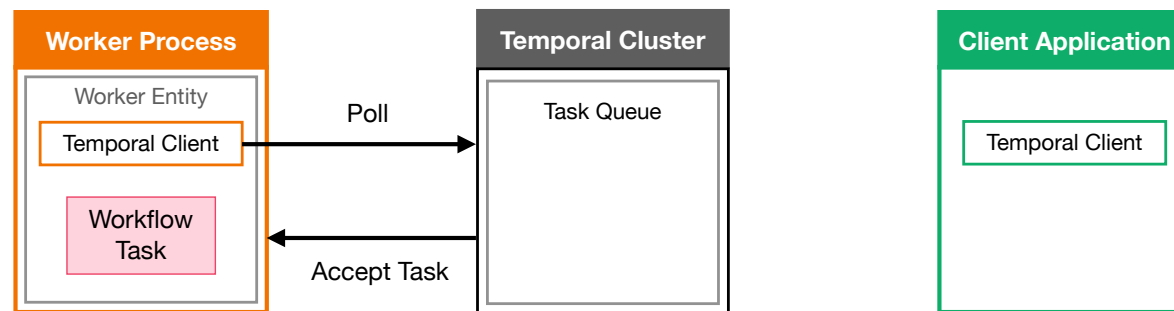 Worker Process
Worker Entity
Temporal Client
Workflow
Task
Poll
Accept Task
Temporal Cluster
Task Queue
Client Application
Temporal Client